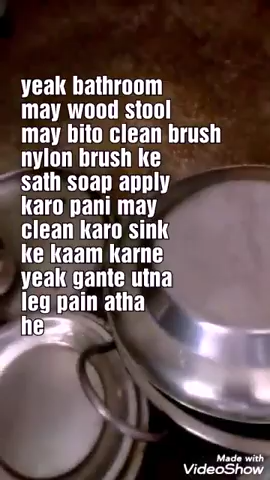 yeak bathroom
may wood stool
may bito clean brush
nylon brush ke
sath soap apply
karo pani may
clean karo sink
ke kaam karne
yeak gante utna
leg pain atha
he
Made with
VideoShow